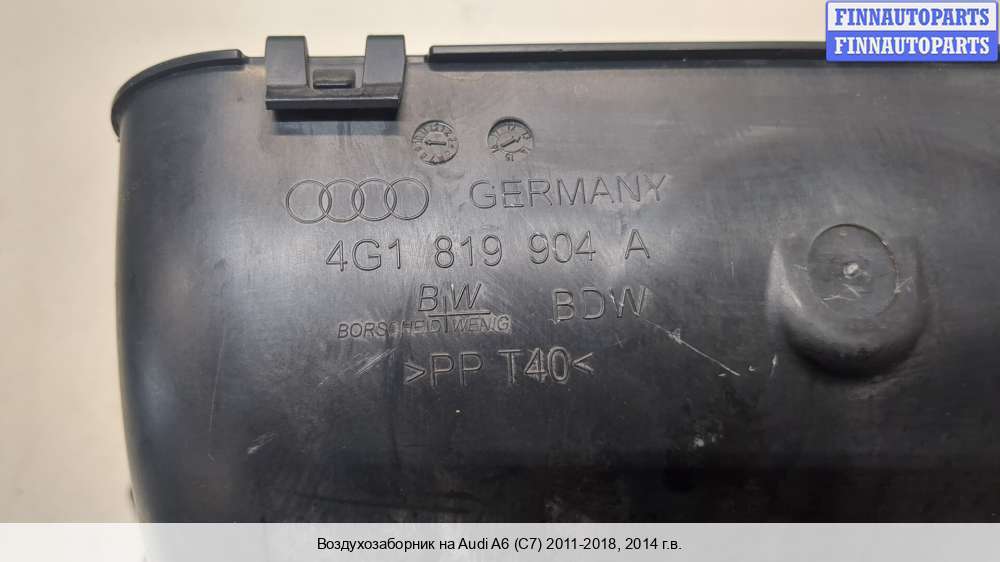 FINNAUTOPARTS
FINNAUTOPARTS
GERMANY
4G1 819 904 A
BW BDW
BORSCHEID WENIG
>PP T40<
Воздухозаборник на Audi A6 (C7) 2011-2018, 2014 г.в.